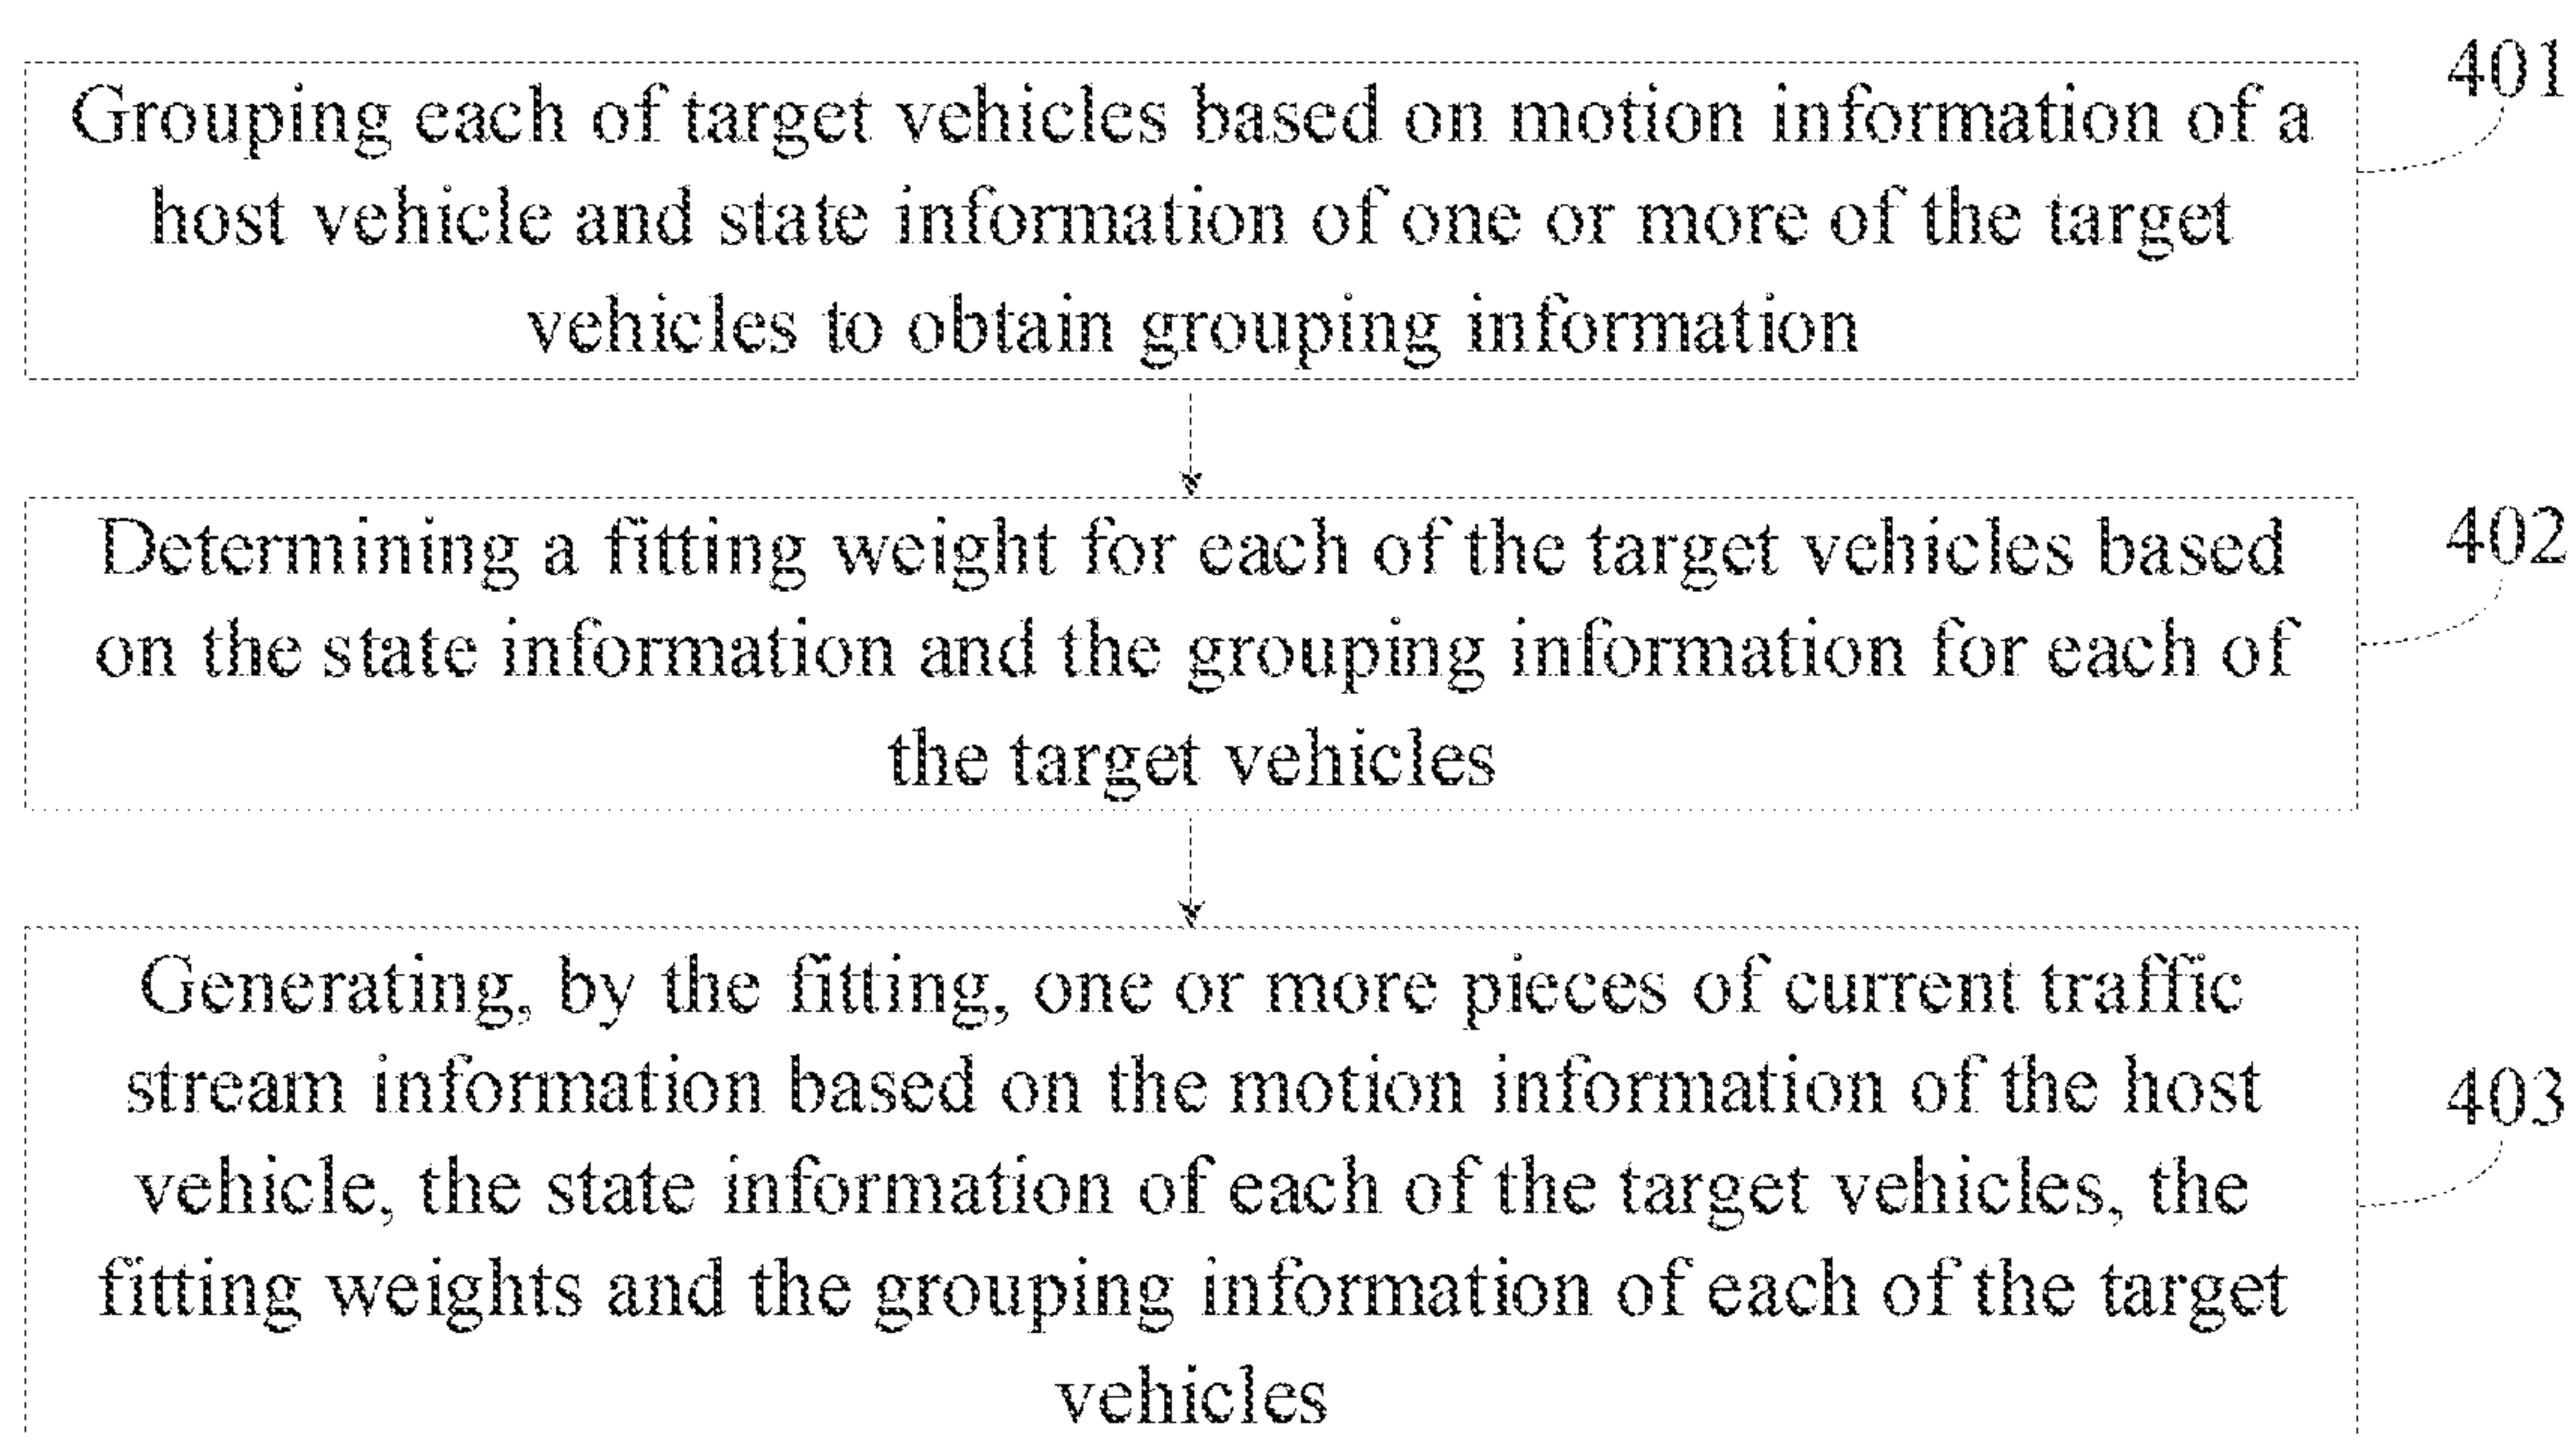 401
Grouping each of target vehicles based on motion information of a
host vehicle and state information of one or more of the target
vehicles to obtain grouping information
402
Determining a fitting weight for each of the target vehicles based
on the state information and the grouping information for each of
the target vehicles
403
Generating, by the fitting, one or more pieces of current traffic
stream information based on the motion information of the host
vehicle, the state information of each of the target vehicles, the
fitting weights and the grouping information of each of the target
vehicles